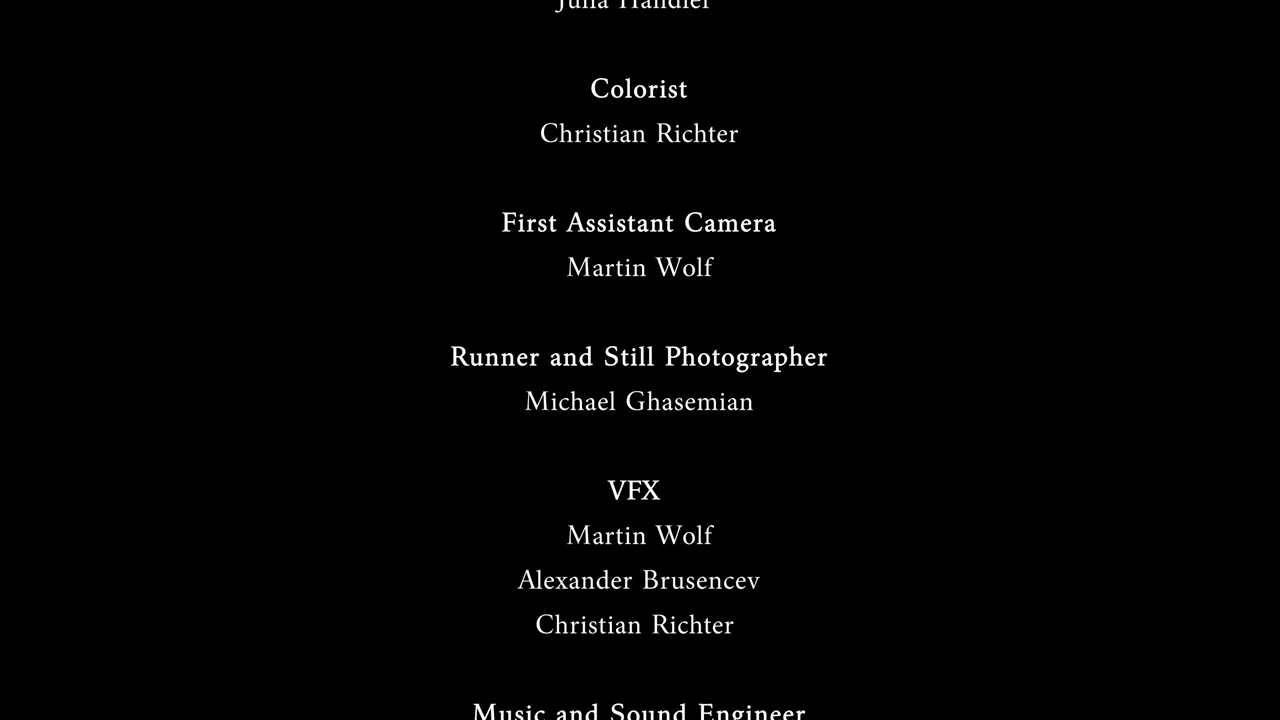 Colorist
Christian Richter
First Assistant Camera
Martin Wolf
Runner and Still Photographer
Michael Ghasemian
VFX
Martin Wolf
Alexander Brusencev
Christian Richter
Music and Sound Engineer